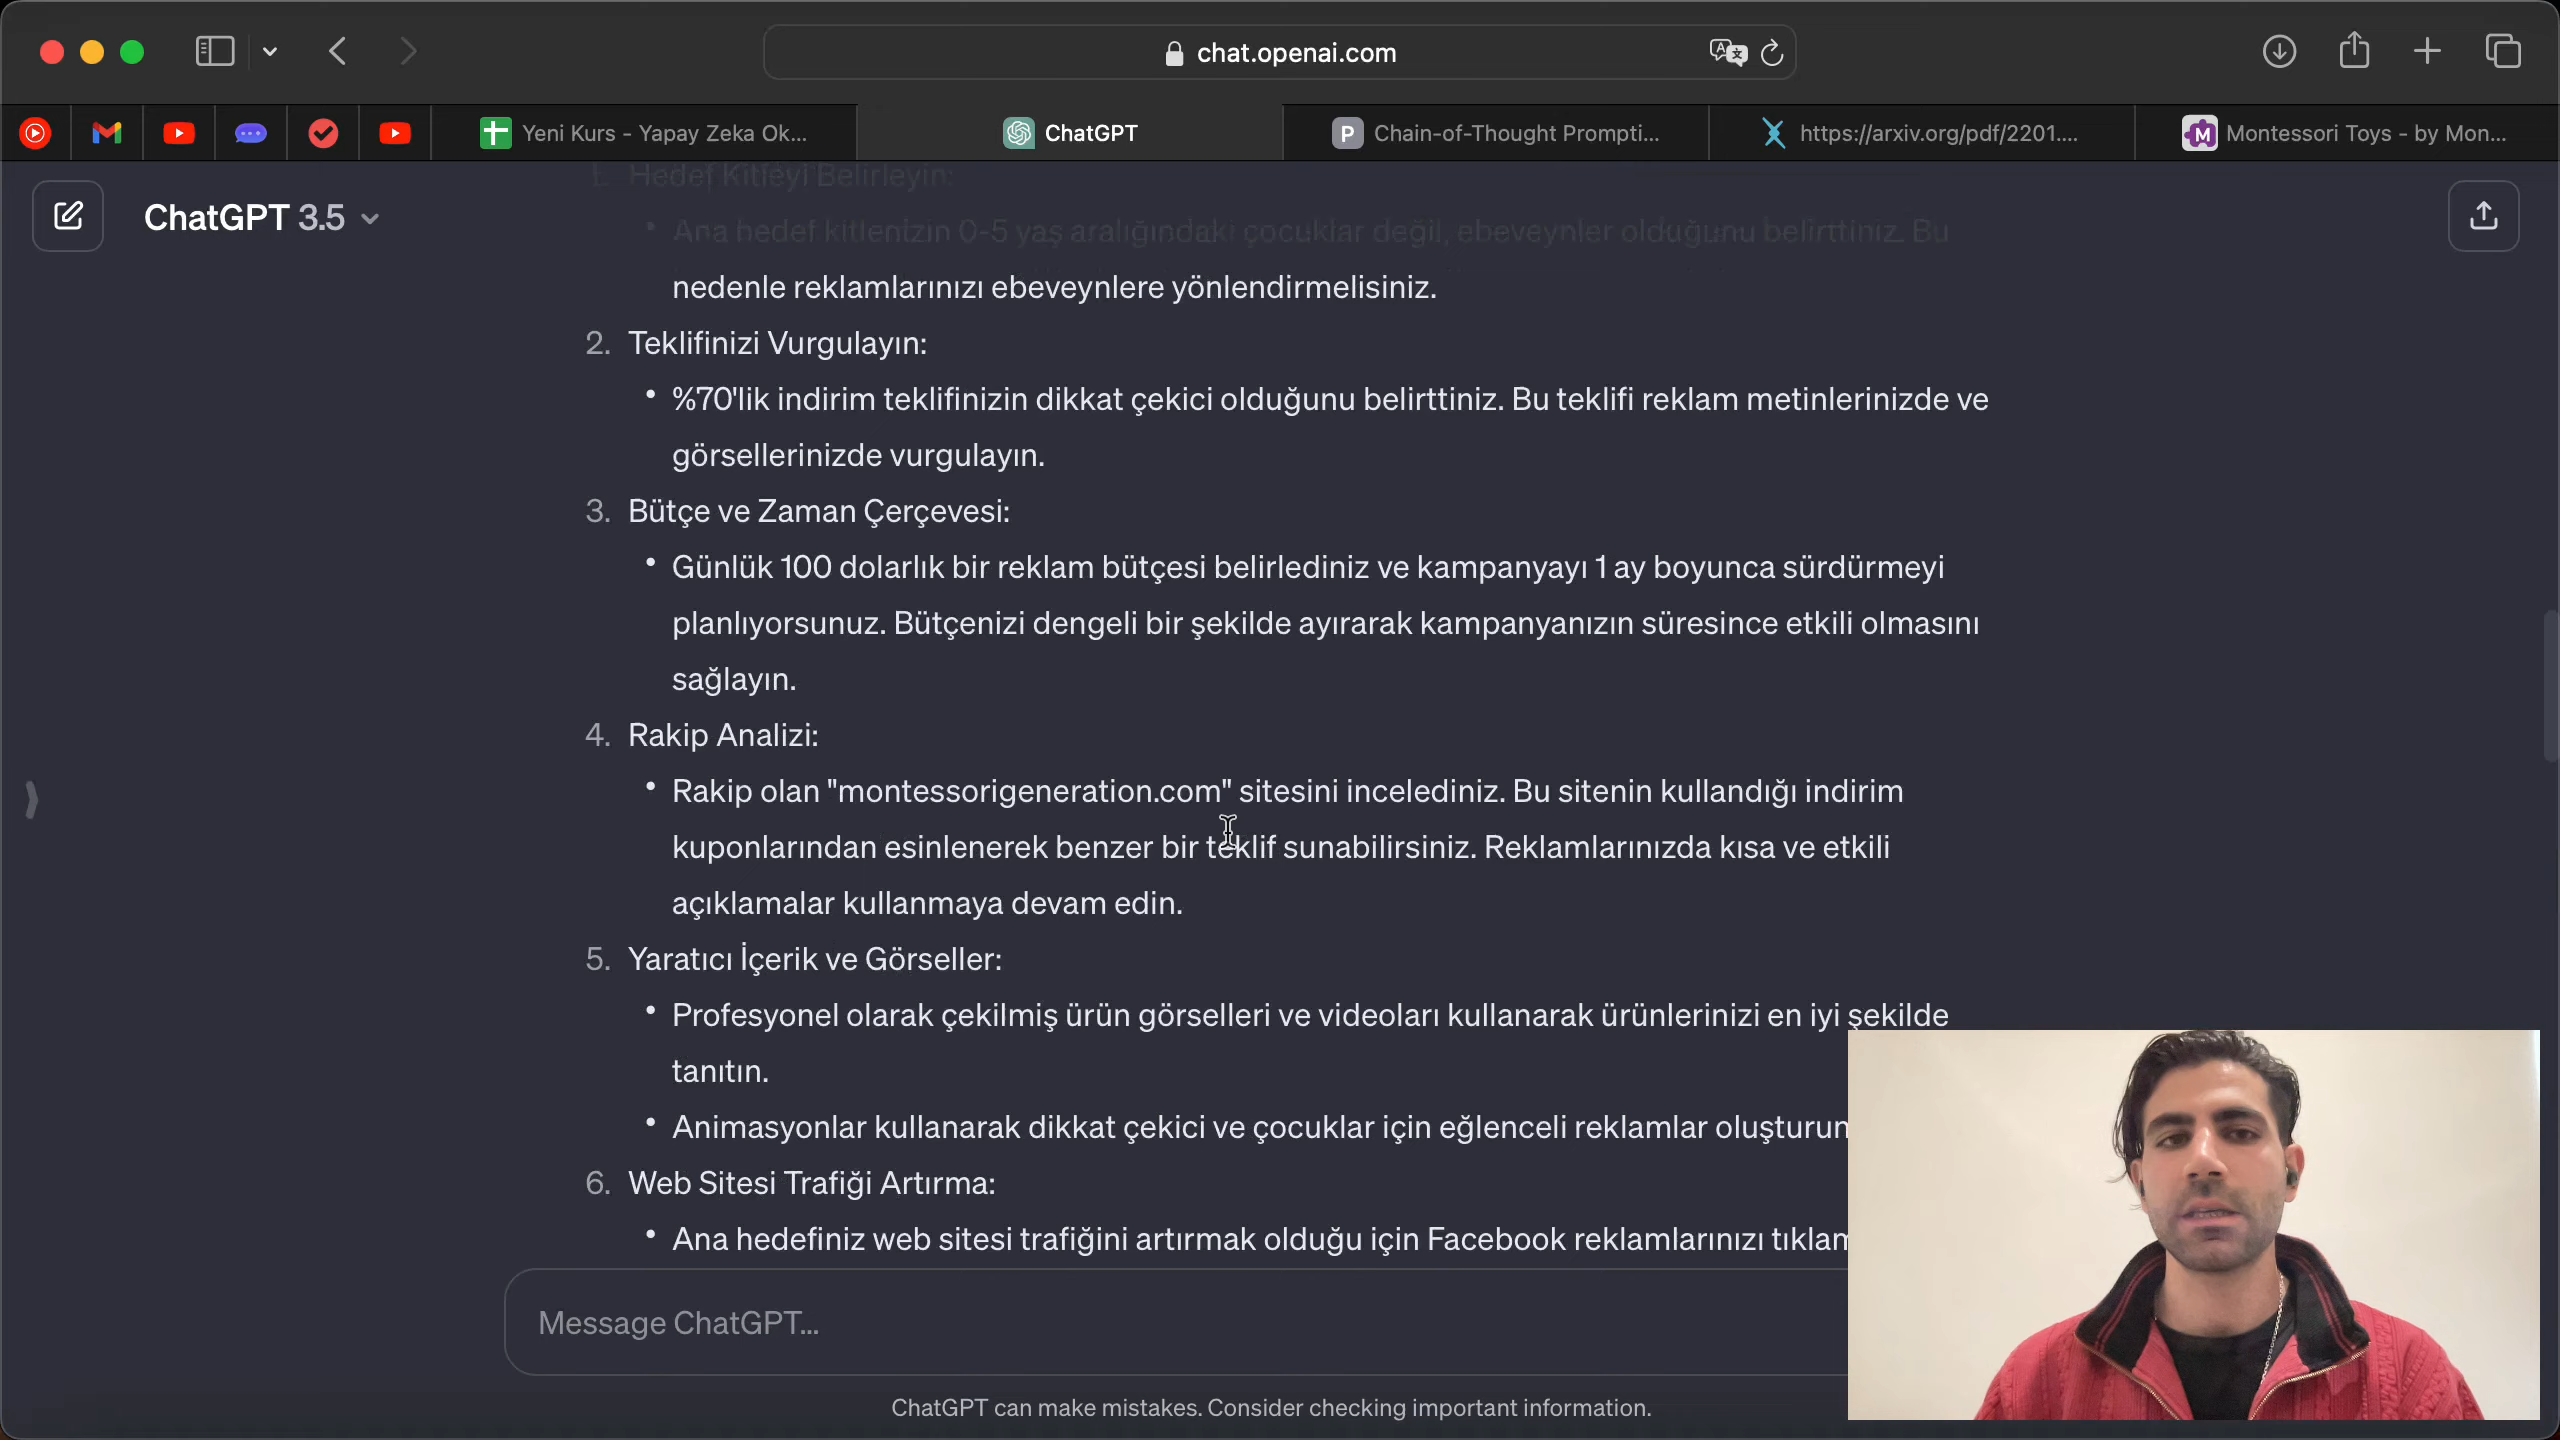 chat.openai.com
Yeni Kurs - Yapay Zeka Ok...
ChatGPT
P Chain-of-Thought Prompti...
https://arxiv.org/pdf/2201....
M Montessori Toys - by Mon...
ChatGPT 3.5
1. Hedef Kitleyi Belirleyin:
• Ana hedef kitlenizin 0-5 yaş aralığındaki çocuklar değil, ebeveynler olduğunu belirttiniz. Bu
nedenle reklamlarınızı ebeveynlere yönlendirmelisiniz.
2. Teklifinizi Vurgulayın:
• %70'lik indirim teklifinizin dikkat çekici olduğunu belirttiniz. Bu teklifi reklam metinlerinizde ve
görsellerinizde vurgulayın.
3. Bütçe ve Zaman Çerçevesi:
• Günlük 100 dolarlık bir reklam bütçesi belirlediniz ve kampanyayı 1 ay boyunca sürdürmeyi
planlıyorsunuz. Bütçenizi dengeli bir şekilde ayırarak kampanyanızın süresince etkili olmasını
sağlayın.
4. Rakip Analizi:
• Rakip olan "montessorigeneration.com" sitesini incelediniz. Bu sitenin kullandığı indirim
kuponlarından esinlenerek benzer bir teklif sunabilirsiniz. Reklamlarınızda kısa ve etkili
açıklamalar kullanmaya devam edin.
5. Yaratıcı İçerik ve Görseller:
• Profesyonel olarak çekilmiş ürün görselleri ve videoları kullanarak ürünlerinizi en iyi şekilde
tanıtın.
• Animasyonlar kullanarak dikkat çekici ve çocuklar için eğlenceli reklamlar oluşturun
6. Web Sitesi Trafiği Artırma:
• Ana hedefiniz web sitesi trafiğini artırmak olduğu için Facebook reklamlarınızı tıklam
Message ChatGPT...
ChatGPT can make mistakes. Consider checking important information.